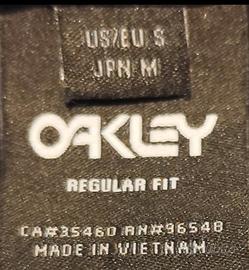 US/EU S
JPN M
OAKLEY
REGULAR FIT
CA#35460 RN#96548
MADE IN VIETNAM